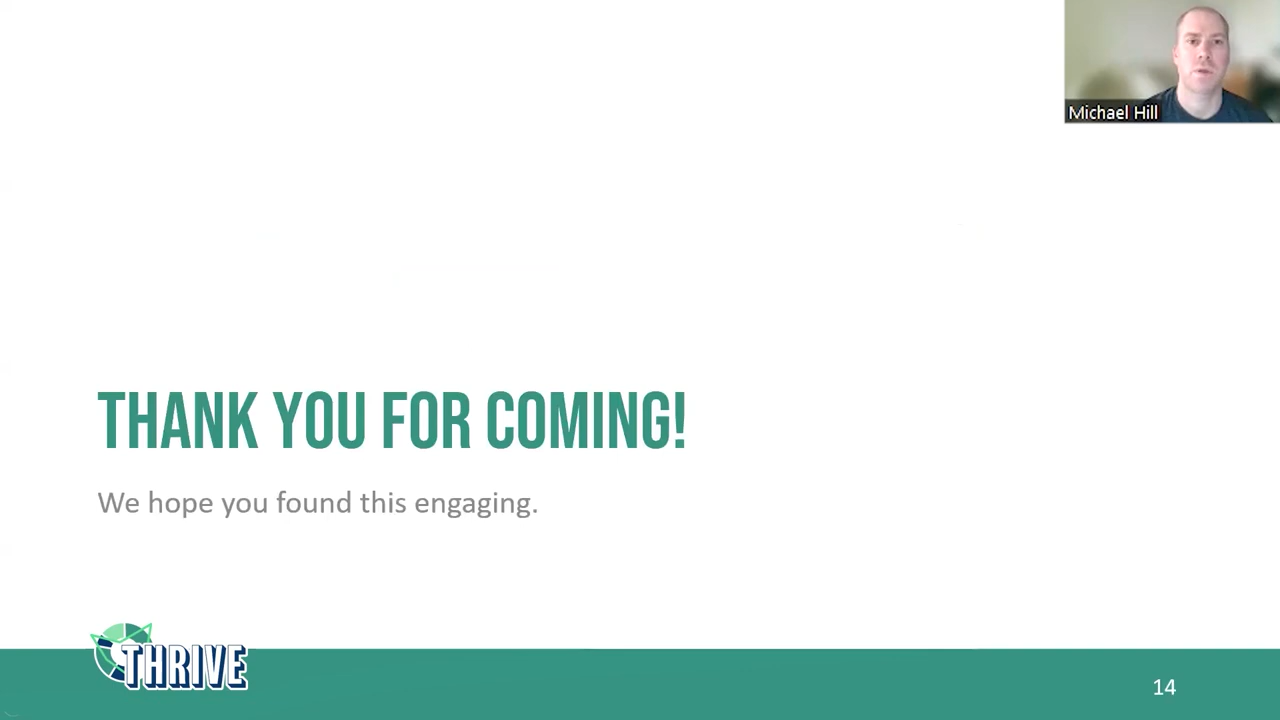 Michael Hill
THANK YOU FOR COMING!
We hope you found this engaging.
THRIVE
14